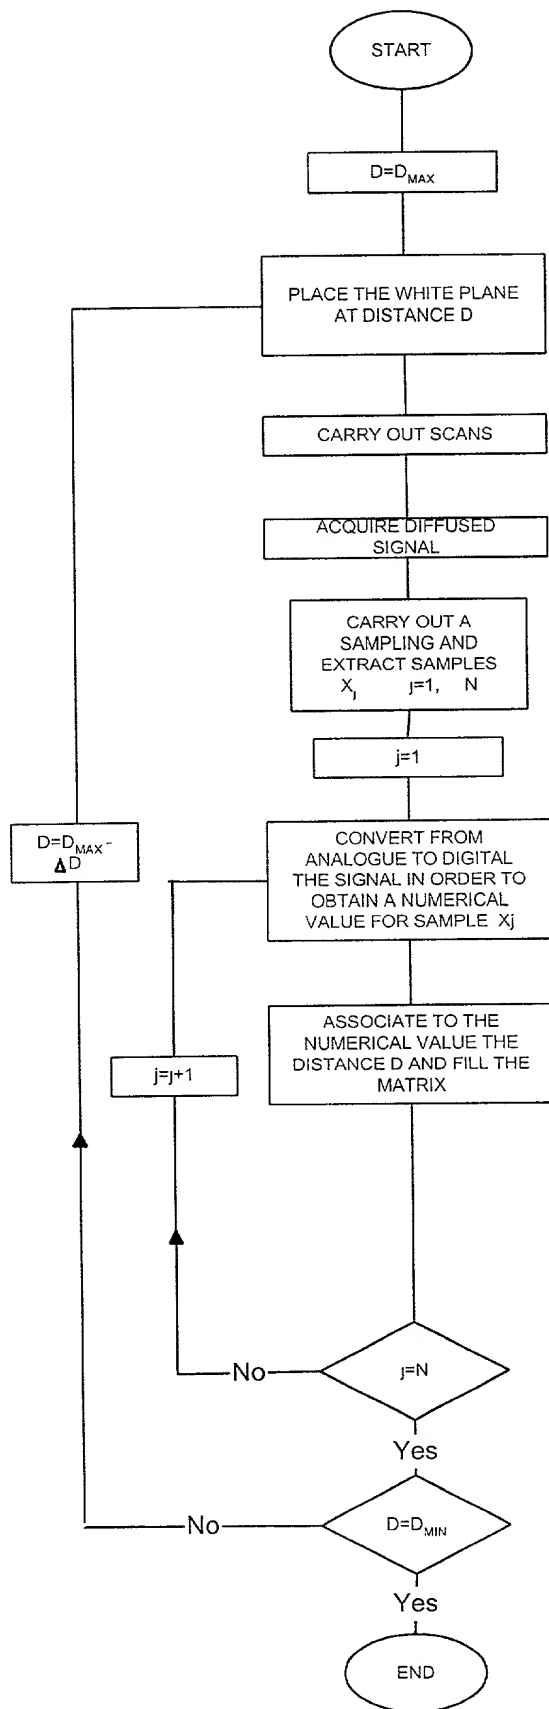 START
D=D_MAX
PLACE THE WHITE PLANE
AT DISTANCE D
CARRY OUT SCANS
ACQUIRE DIFFUSED
SIGNAL
CARRY OUT A
SAMPLING AND
EXTRACT SAMPLES
X_j j=1, N
j=1
D=D_MAX-
ΔD
CONVERT FROM
ANALOGUE TO DIGITAL
THE SIGNAL IN ORDER TO
OBTAIN A NUMERICAL
VALUE FOR SAMPLE Xj
ASSOCIATE TO THE
NUMERICAL VALUE THE
DISTANCE D AND FILL THE
MATRIX
j=j+1
No
j=N
Yes
No
D=D_MIN
Yes
END